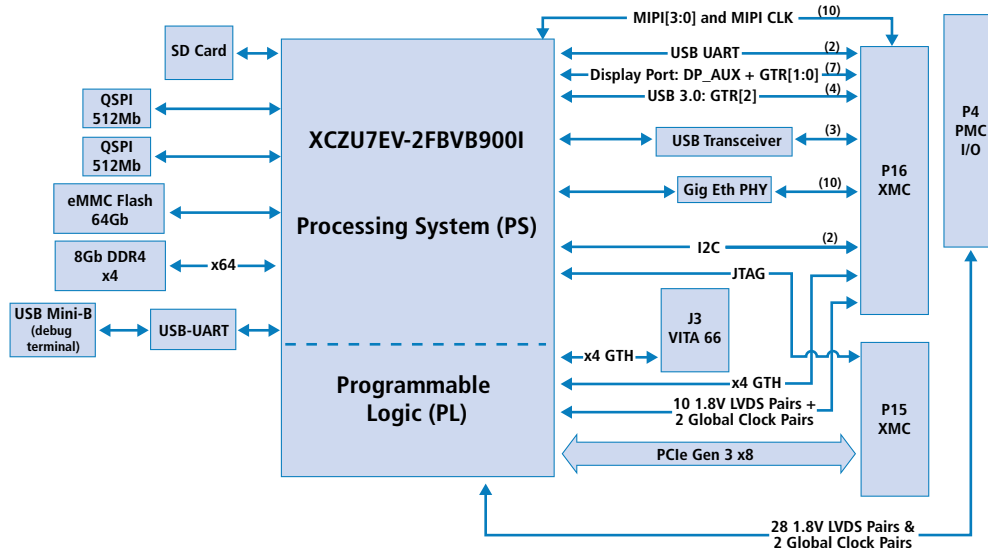 MIPI[3:0] and MIPI CLK (10)
SD Card
USB UART (2)
Display Port: DP_AUX + GTR[1:0] (7)
USB 3.0: GTR[2] (4)
QSPI
512Mb
QSPI
512Mb
XCZU7EV-2FBVB900I
USB Transceiver (3)
P16
XMC
P4
PMC
I/O
eMMC Flash
64Gb
Processing System (PS)
Gig Eth PHY (10)
8Gb DDR4
x4
x64
I2C (2)
JTAG
USB Mini-B
(debug
terminal)
USB-UART
J3
VITA 66
x4 GTH
Programmable
Logic (PL)
x4 GTH
10 1.8V LVDS Pairs +
2 Global Clock Pairs
P15
XMC
PCIe Gen 3 x8
28 1.8V LVDS Pairs &
2 Global Clock Pairs